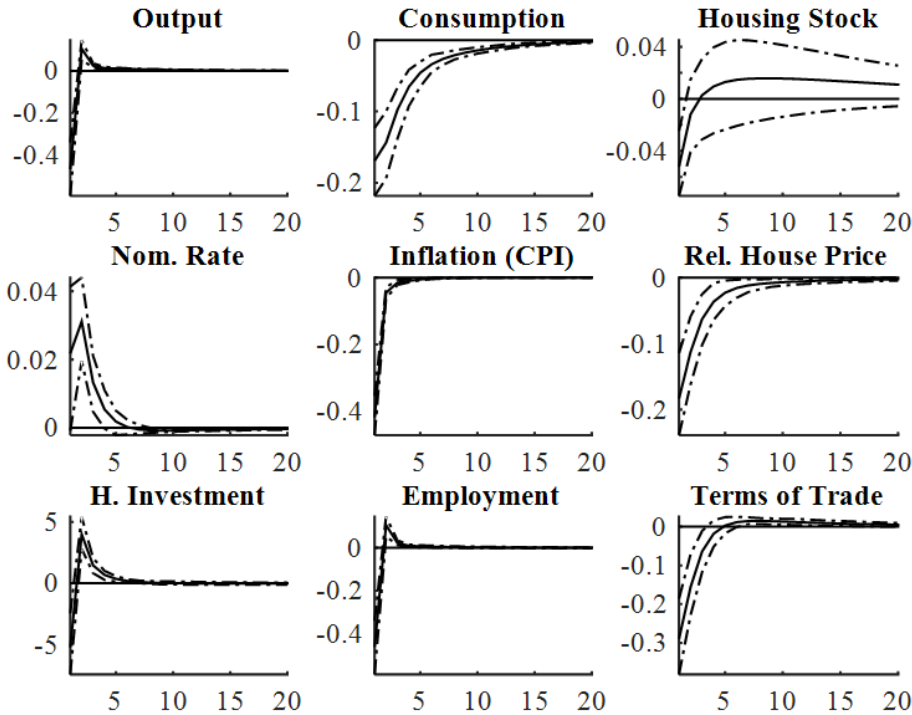 Output Consumption Housing Stock
0
-0.2
-0.4
5 10 15 20
0
-0.1
-0.2
5 10 15 20
0.04
0
-0.04
5 10 15 20
Nom. Rate Inflation (CPI) Rel. House Price
0.04
0.02
0
5 10 15 20
0
-0.2
-0.4
5 10 15 20
0
-0.1
-0.2
5 10 15 20
H. Investment Employment Terms of Trade
5
0
-5
5 10 15 20
0
-0.2
-0.4
5 10 15 20
0
-0.1
-0.2
-0.3
5 10 15 20